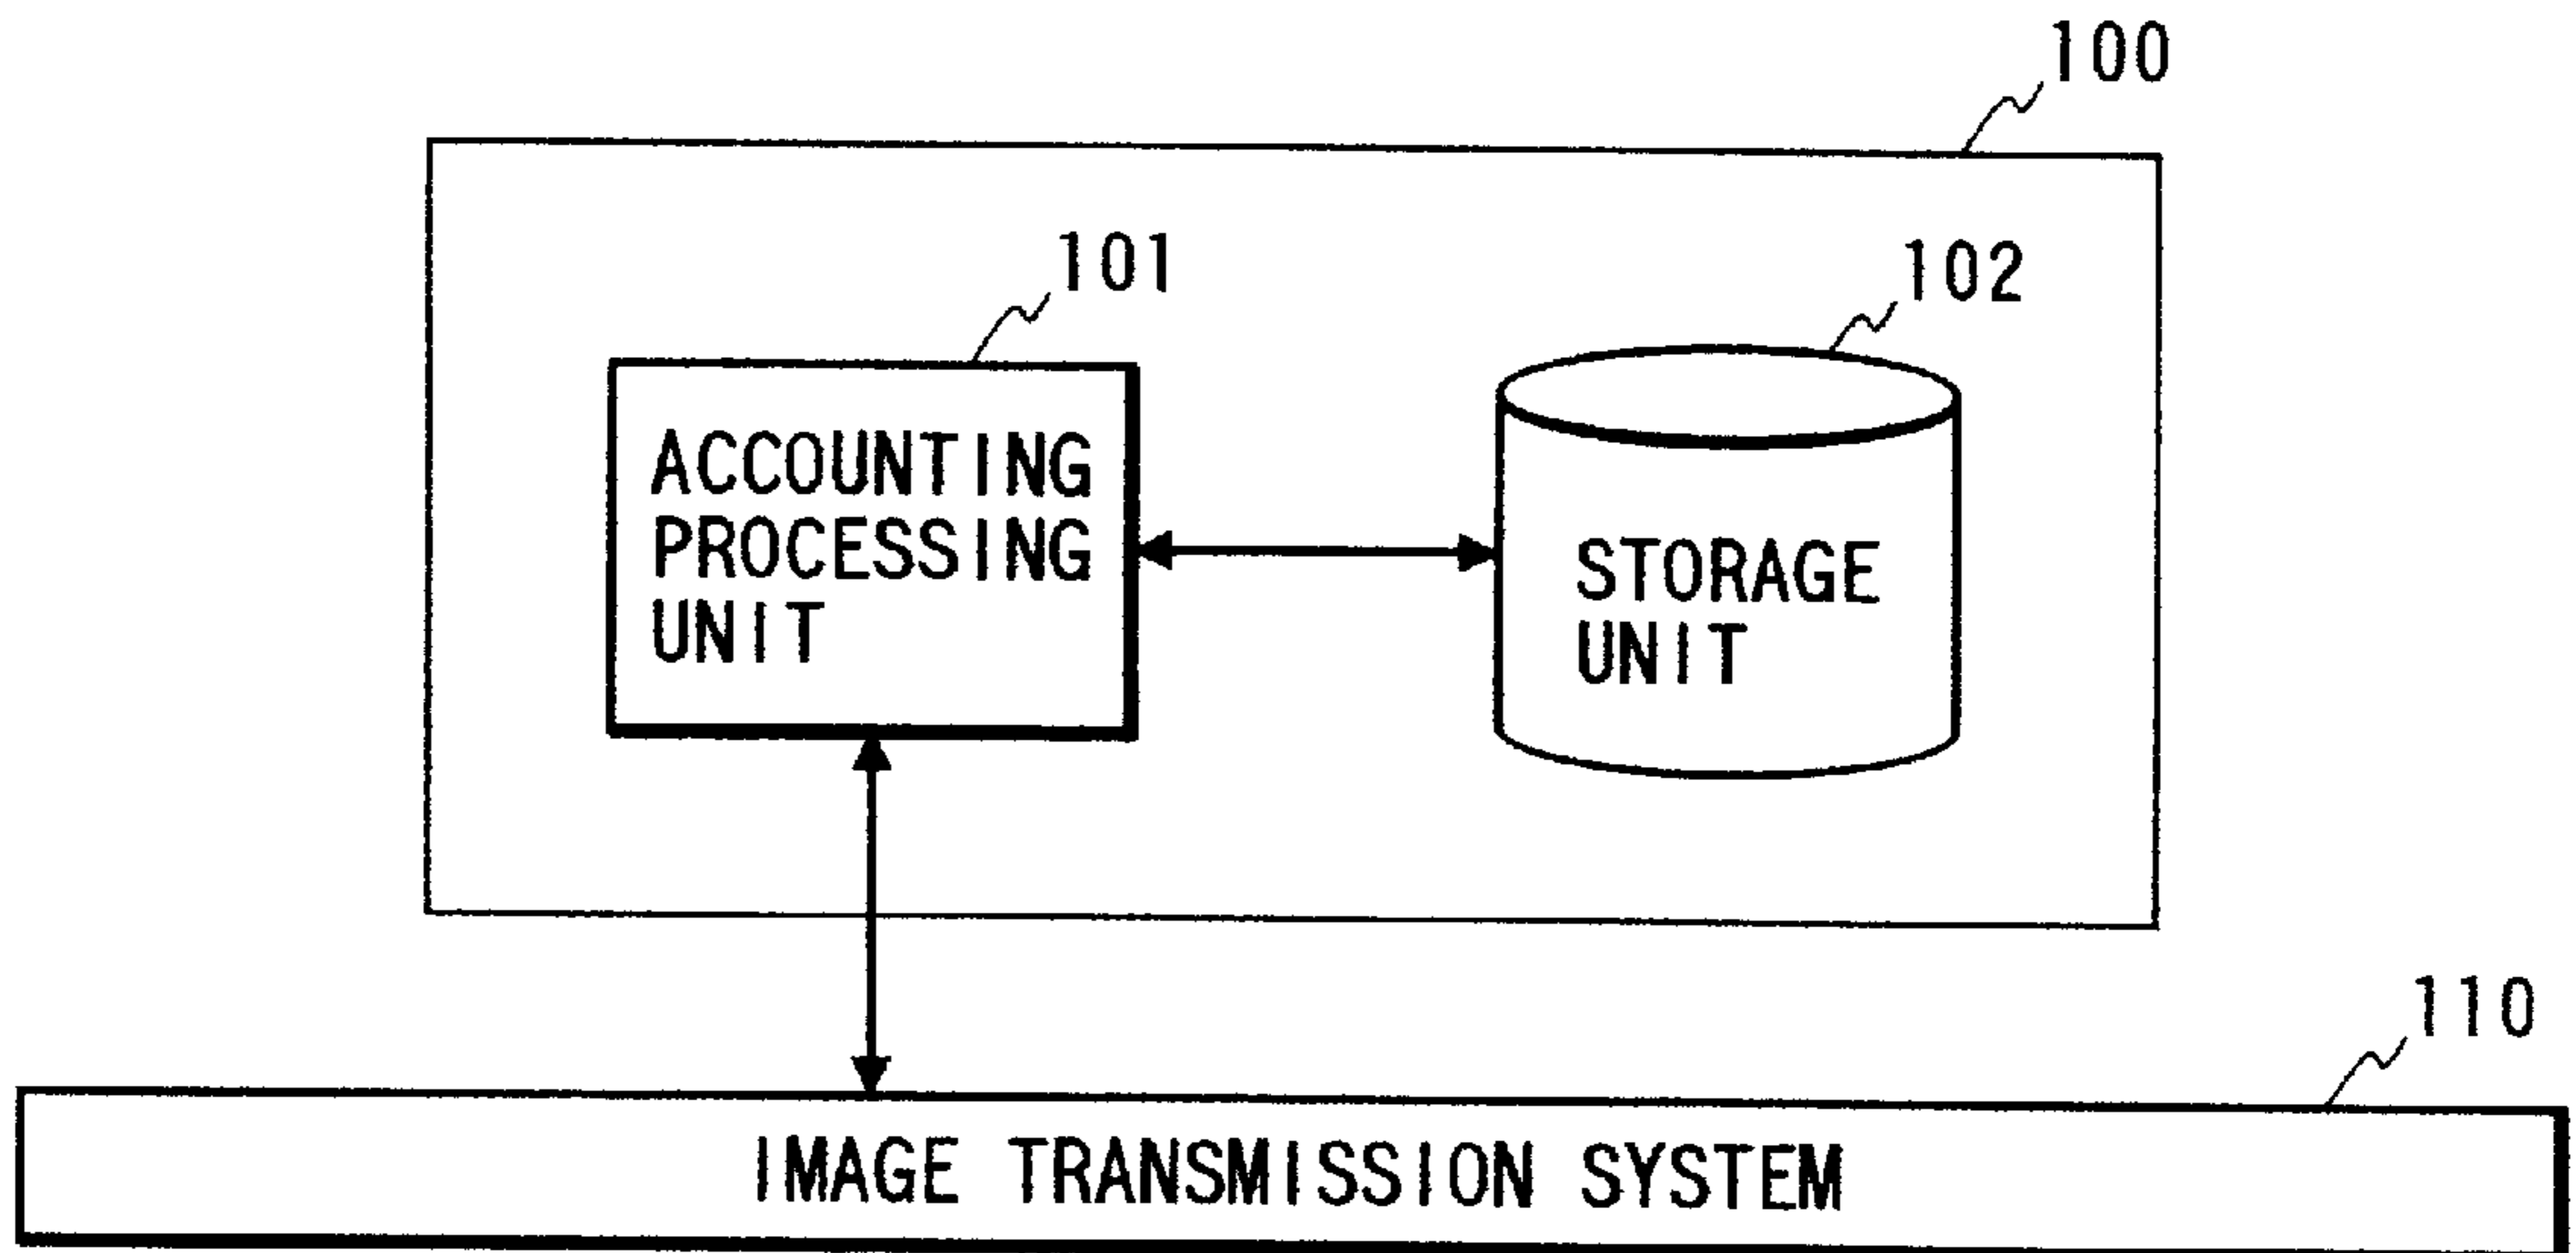 100
101
102
ACCOUNTING
PROCESSING
UNIT
STORAGE
UNIT
110
IMAGE TRANSMISSION SYSTEM